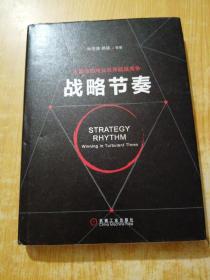 战略节奏
STRATEGY
RHYTHM
Winning in Turbulent Times
机械工业出版社
China Machine Press